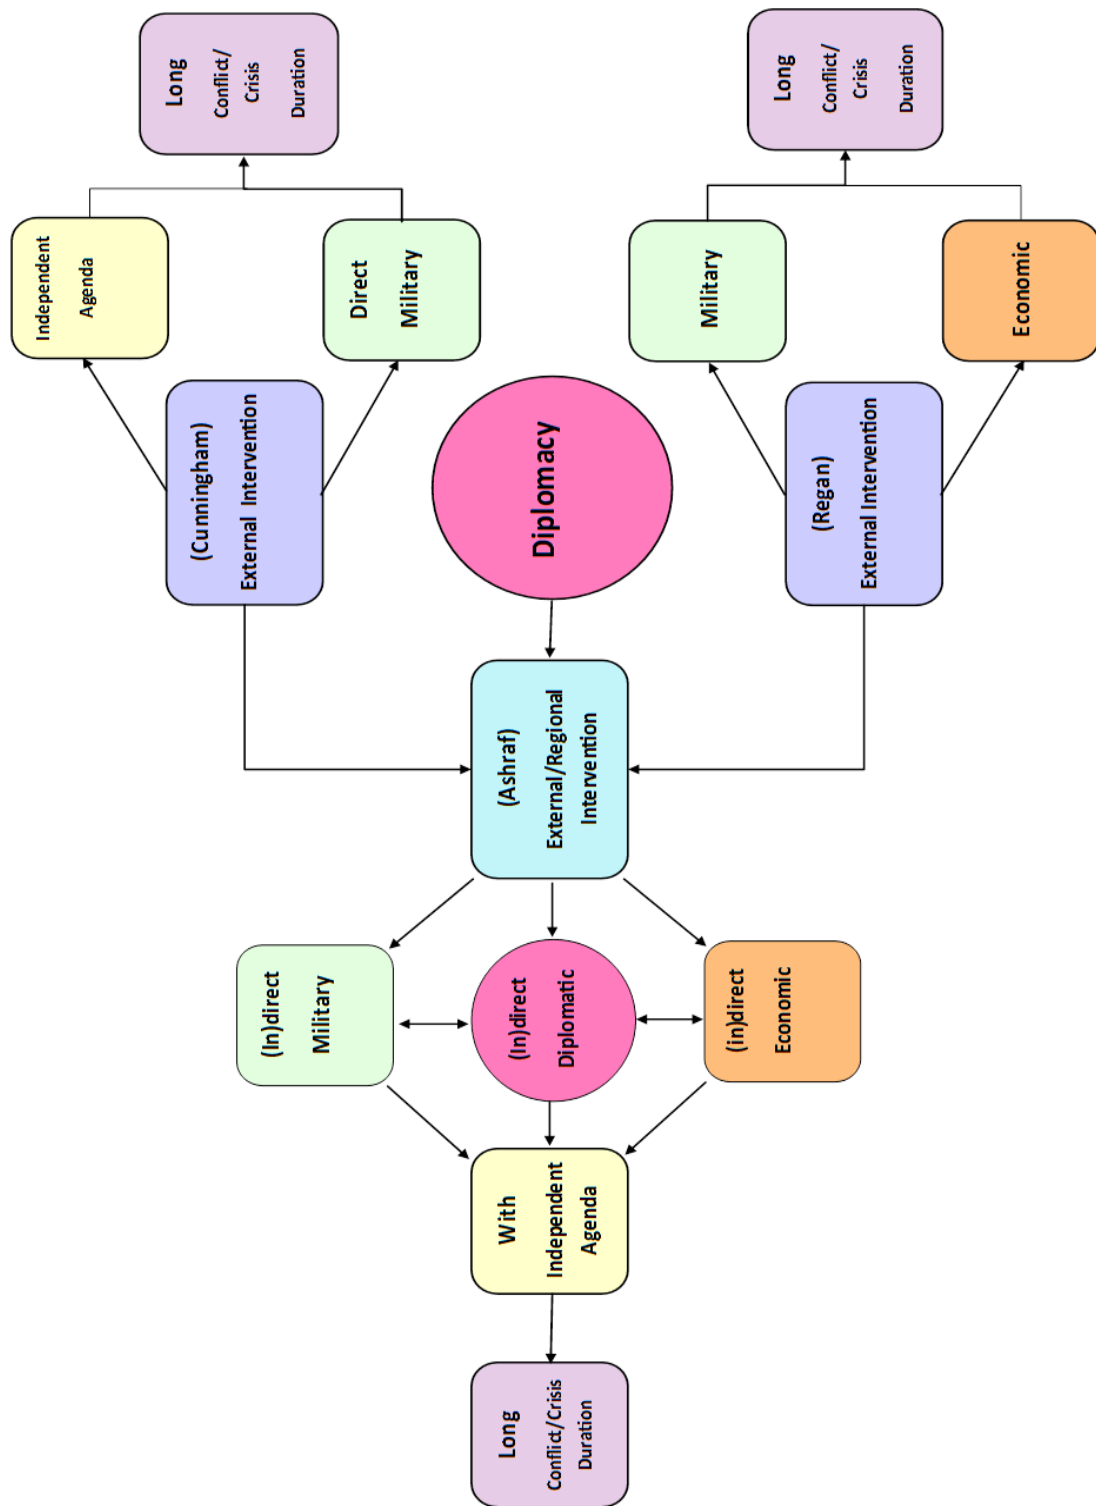 Long
Conflict/
Crisis
Duration
Independent
Agenda
Direct
Military
(Cunningham)
External Intervention
Long
Conflict/
Crisis
Duration
Military
Economic
(Regan)
External Intervention
Diplomacy
(Ashraf)
External/Regional
Intervention
(In)direct
Military
(In)direct
Diplomatic
(in)direct
Economic
With
Independent
Agenda
Long
Conflict/Crisis
Duration